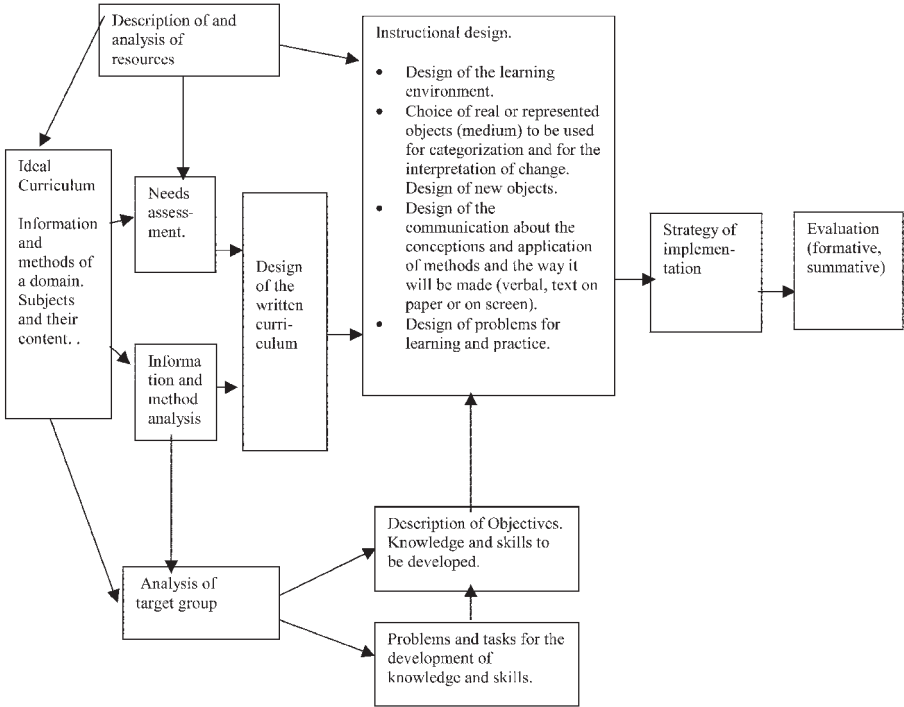 Description of and
analysis of
resources
Instructional design.
• Design of the learning
environment.
• Choice of real or represented
objects (medium) to be used
for categorization and for the
interpretation of change.
Design of new objects.
• Design of the
communication about the
conceptions and application
of methods and the way it
will be made (verbal, text on
paper or on screen).
• Design of problems for
learning and practice.
Ideal
Curriculum
Information
and
methods of
a domain.
Subjects
and their
content. .
Needs
assess-
ment.
Informa
tion and
method
analysis
Design
of the
written
curri-
culum
Strategy of
implemen-
tation
Evaluation
(formative,
summative)
Description of Objectives.
Knowledge and skills to
be developed.
Analysis of
target group
Problems and tasks for the
development of
knowledge and skills.